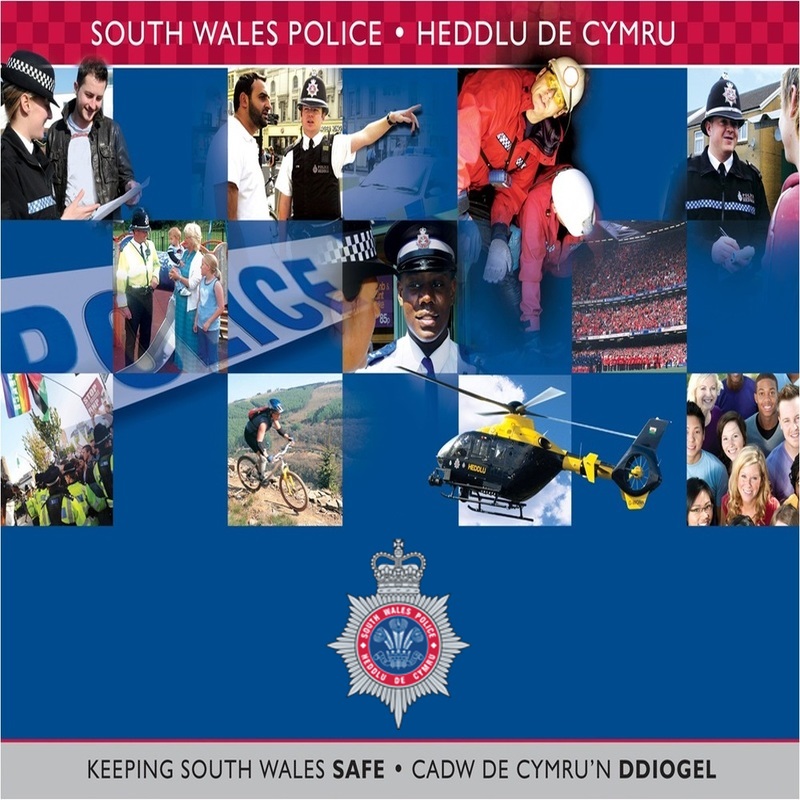 SOUTH WALES POLICE • HEDDLU DE CYMRU
POLICE
HEDDLU
SOUTH WALES POLICE
HEDDLU DE CYMRU
KEEPING SOUTH WALES SAFE • CADW DE CYMRU'N DDIOGEL